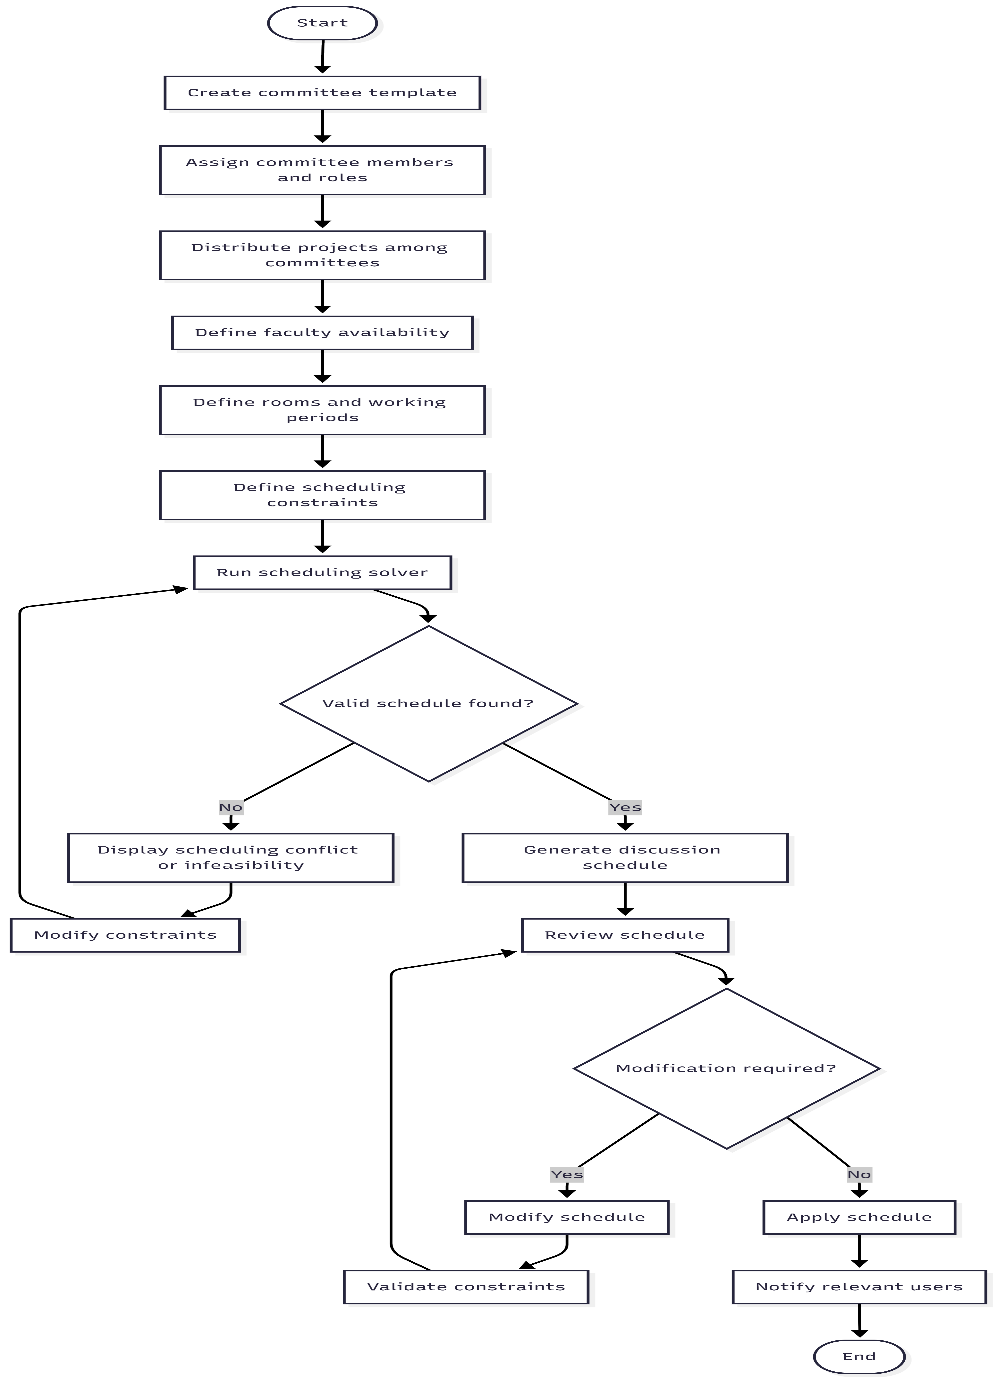 Start
Create committee template
Assign committee members
and roles
Distribute projects among
committees
Define faculty availability
Define rooms and working
periods
Define scheduling
constraints
Run scheduling solver
Valid schedule found?
No
Yes
Display scheduling conflict
or infeasibility
Generate discussion
schedule
Modify constraints
Review schedule
Modification required?
Yes
No
Modify schedule
Apply schedule
Validate constraints
Notify relevant users
End